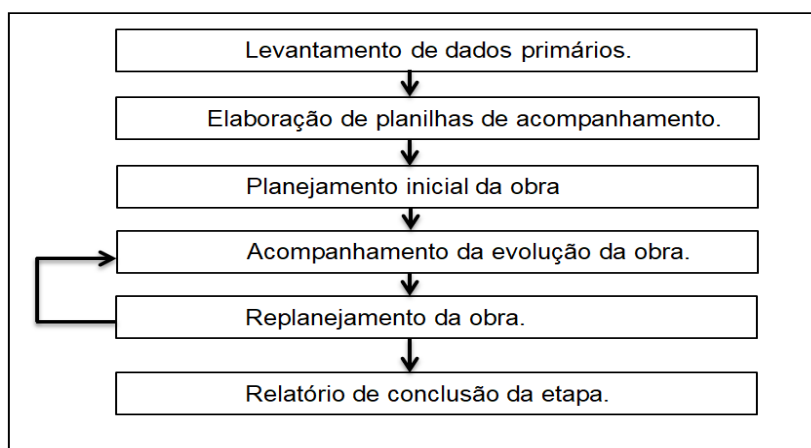 Levantamento de dados primários.
Elaboração de planilhas de acompanhamento.
Planejamento inicial da obra
Acompanhamento da evolução da obra.
Replanejamento da obra.
Relatório de conclusão da etapa.